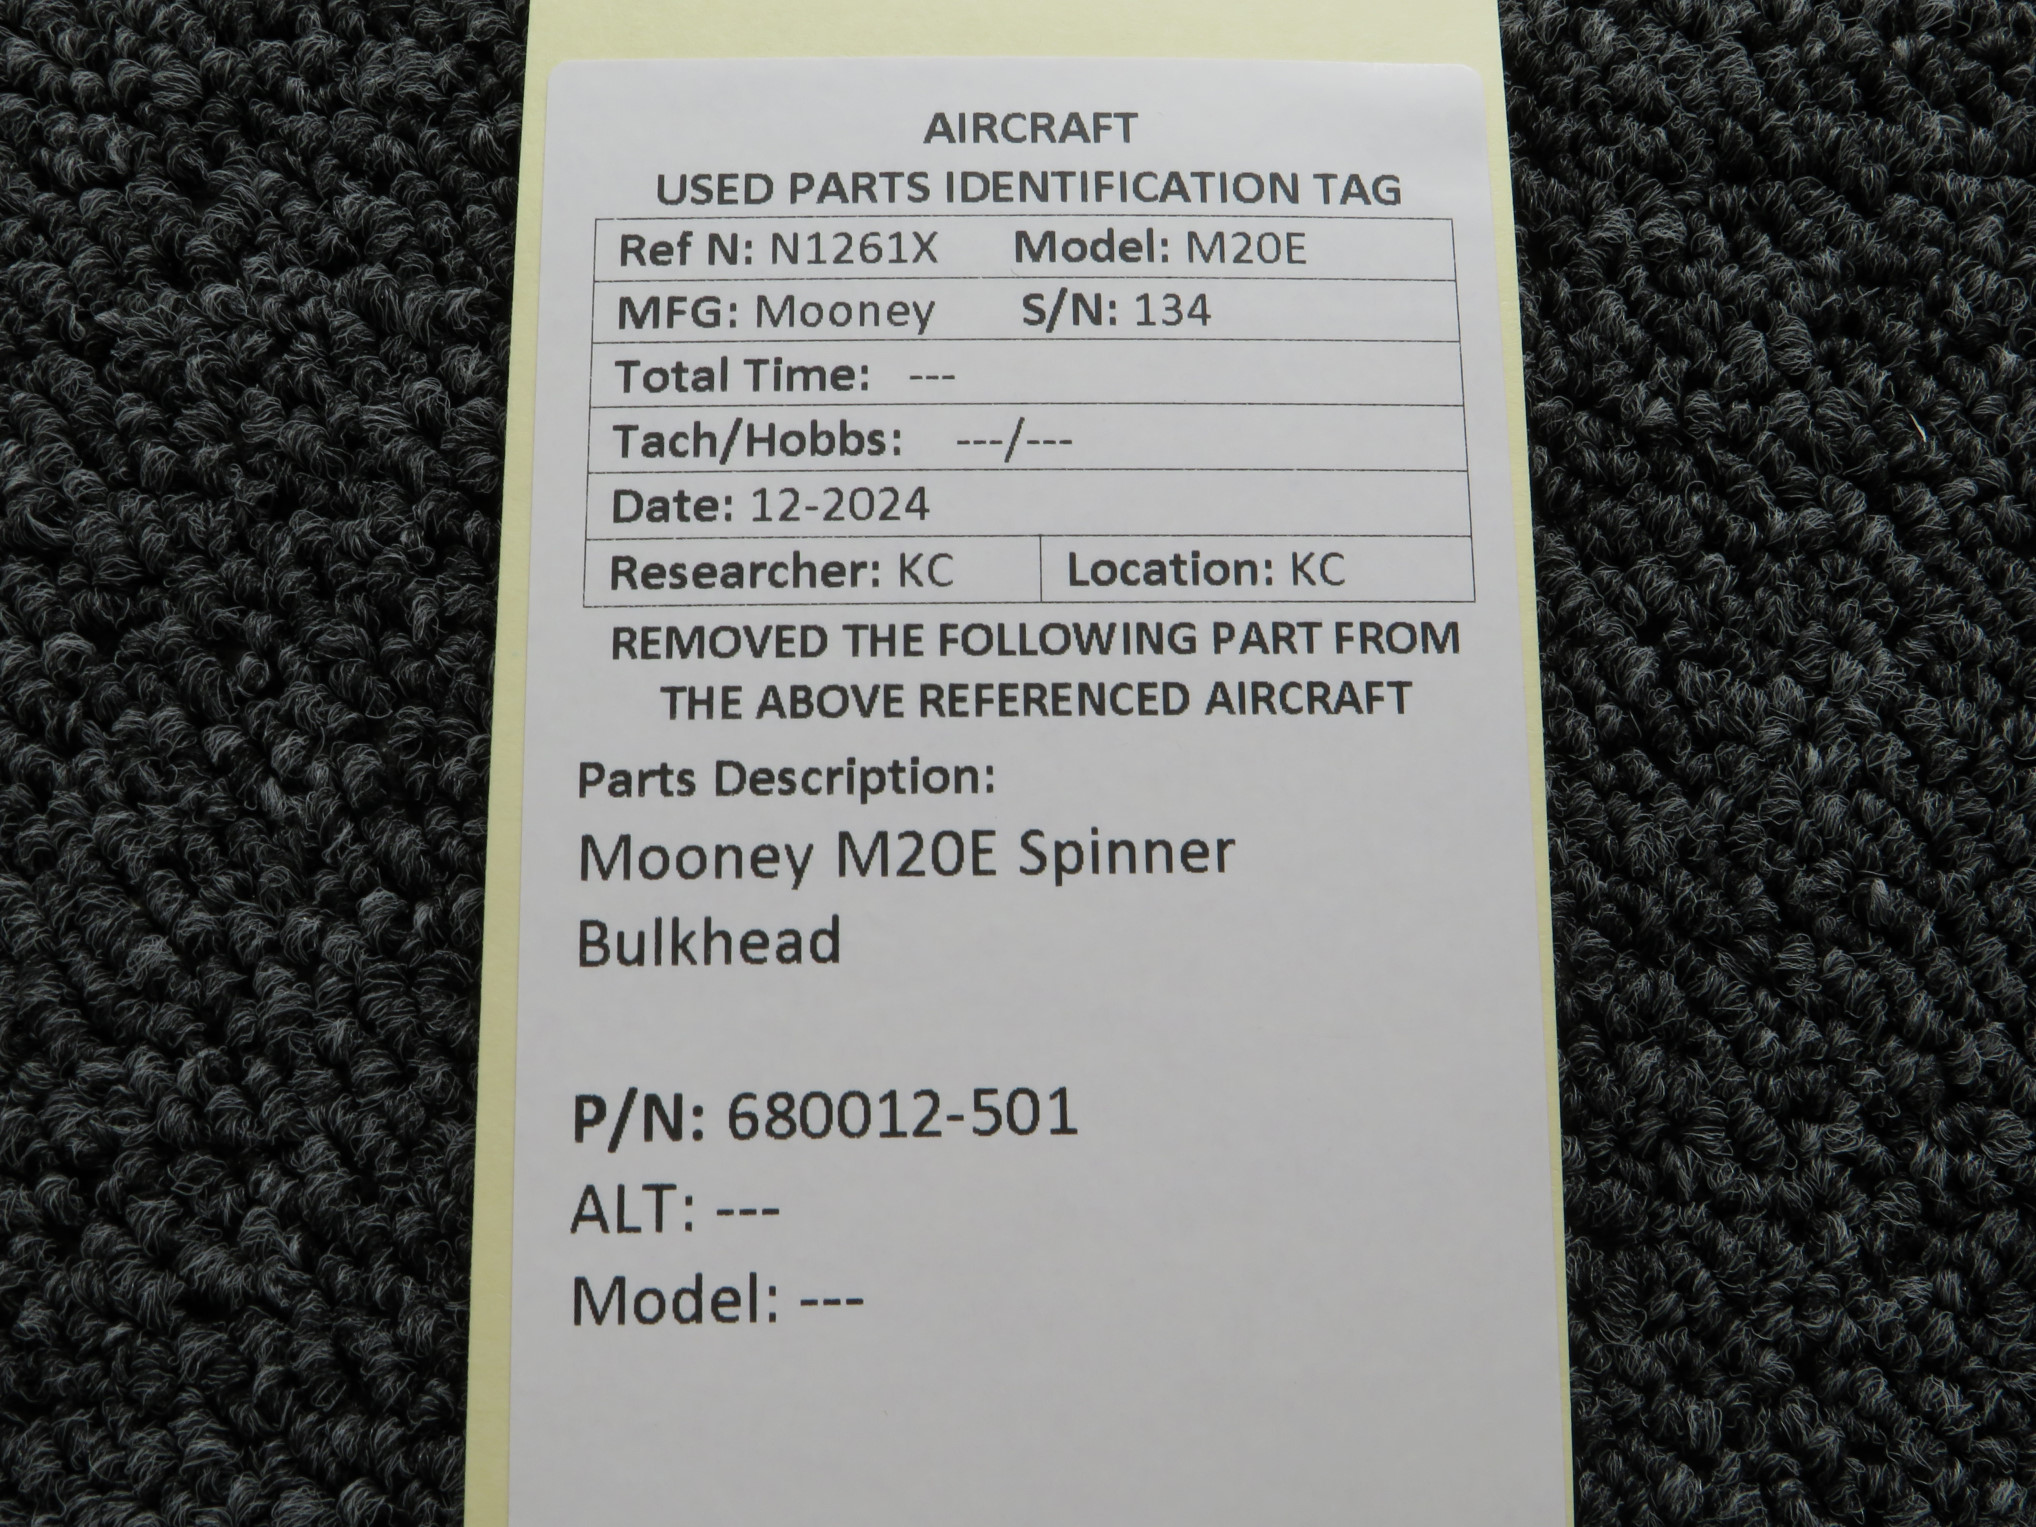 AIRCRAFT
USED PARTS IDENTIFICATION TAG
Ref N: N1261X Model: M20E
MFG: Mooney S/N: 134
Total Time: ---
Tach/Hobbs: ---/---
Date: 12-2024
Researcher: KC Location: KC
REMOVED THE FOLLOWING PART FROM
THE ABOVE REFERENCED AIRCRAFT
Parts Description:
Mooney M20E Spinner
Bulkhead
P/N: 680012-501
ALT: ---
Model: ---